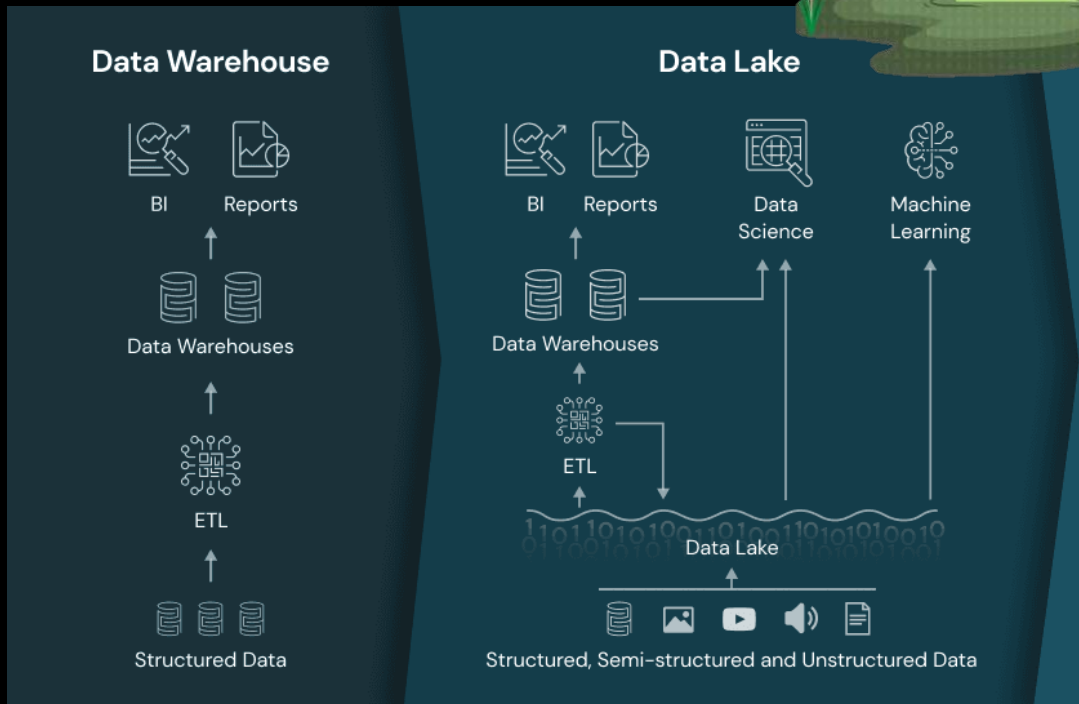 Data Warehouse
BI
Reports
Data Warehouses
ETL
Structured Data
Data Lake
BI
Reports
Data
Science
Machine
Learning
Data Warehouses
ETL
Data Lake
Structured, Semi-structured and Unstructured Data